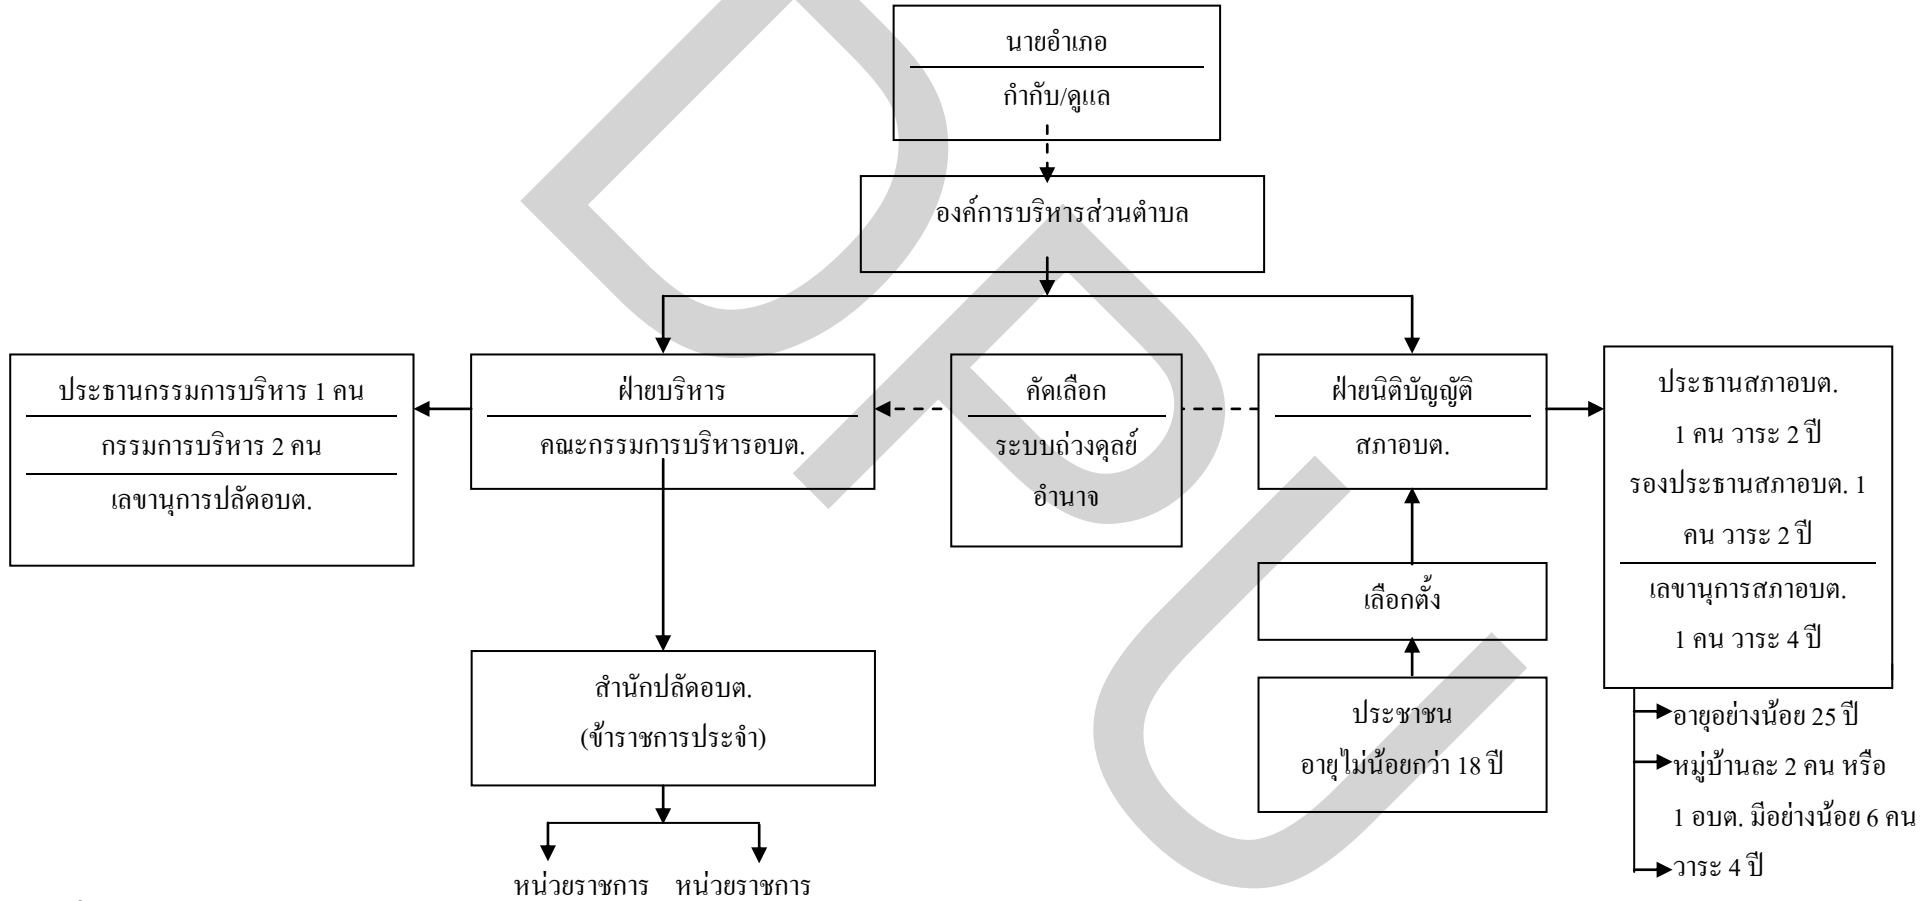 นายอำเภอ
กำกับ/ดูแล
องค์การบริหารส่วนตำบล
ประธานกรรมการบริหาร 1 คน
กรรมการบริหาร 2 คน
เลขานุการปลัดอบต.
ฝ่ายบริหาร
คณะกรรมการบริหารอบต.
คัดเลือก
ระบบถ่วงดุลย์
อำนาจ
ฝ่ายนิติบัญญัติ
สภาอบต.
ประธานสภาอบต.
1 คน วาระ 2 ปี
รองประธานสภาอบต. 1
คน วาระ 2 ปี
เลขานุการสภาอบต.
1 คน วาระ 4 ปี
เลือกตั้ง
สำนักปลัดอบต.
(ข้าราชการประจำ)
ประชาชน
อายุไม่น้อยกว่า 18 ปี
อายุอย่างน้อย 25 ปี
หมู่บ้านละ 2 คน หรือ
1 อบต. มีอย่างน้อย 6 คน
วาระ 4 ปี
หน่วยราชการ หน่วยราชการ
DPU